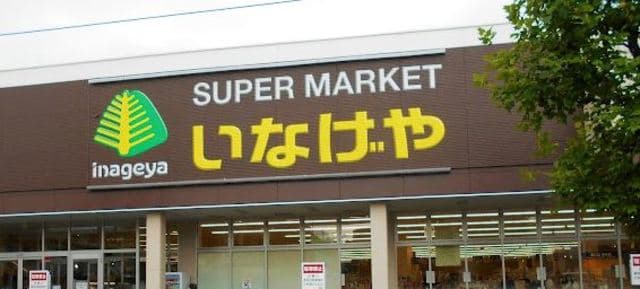 SUPER MARKET
いなげや
inageya